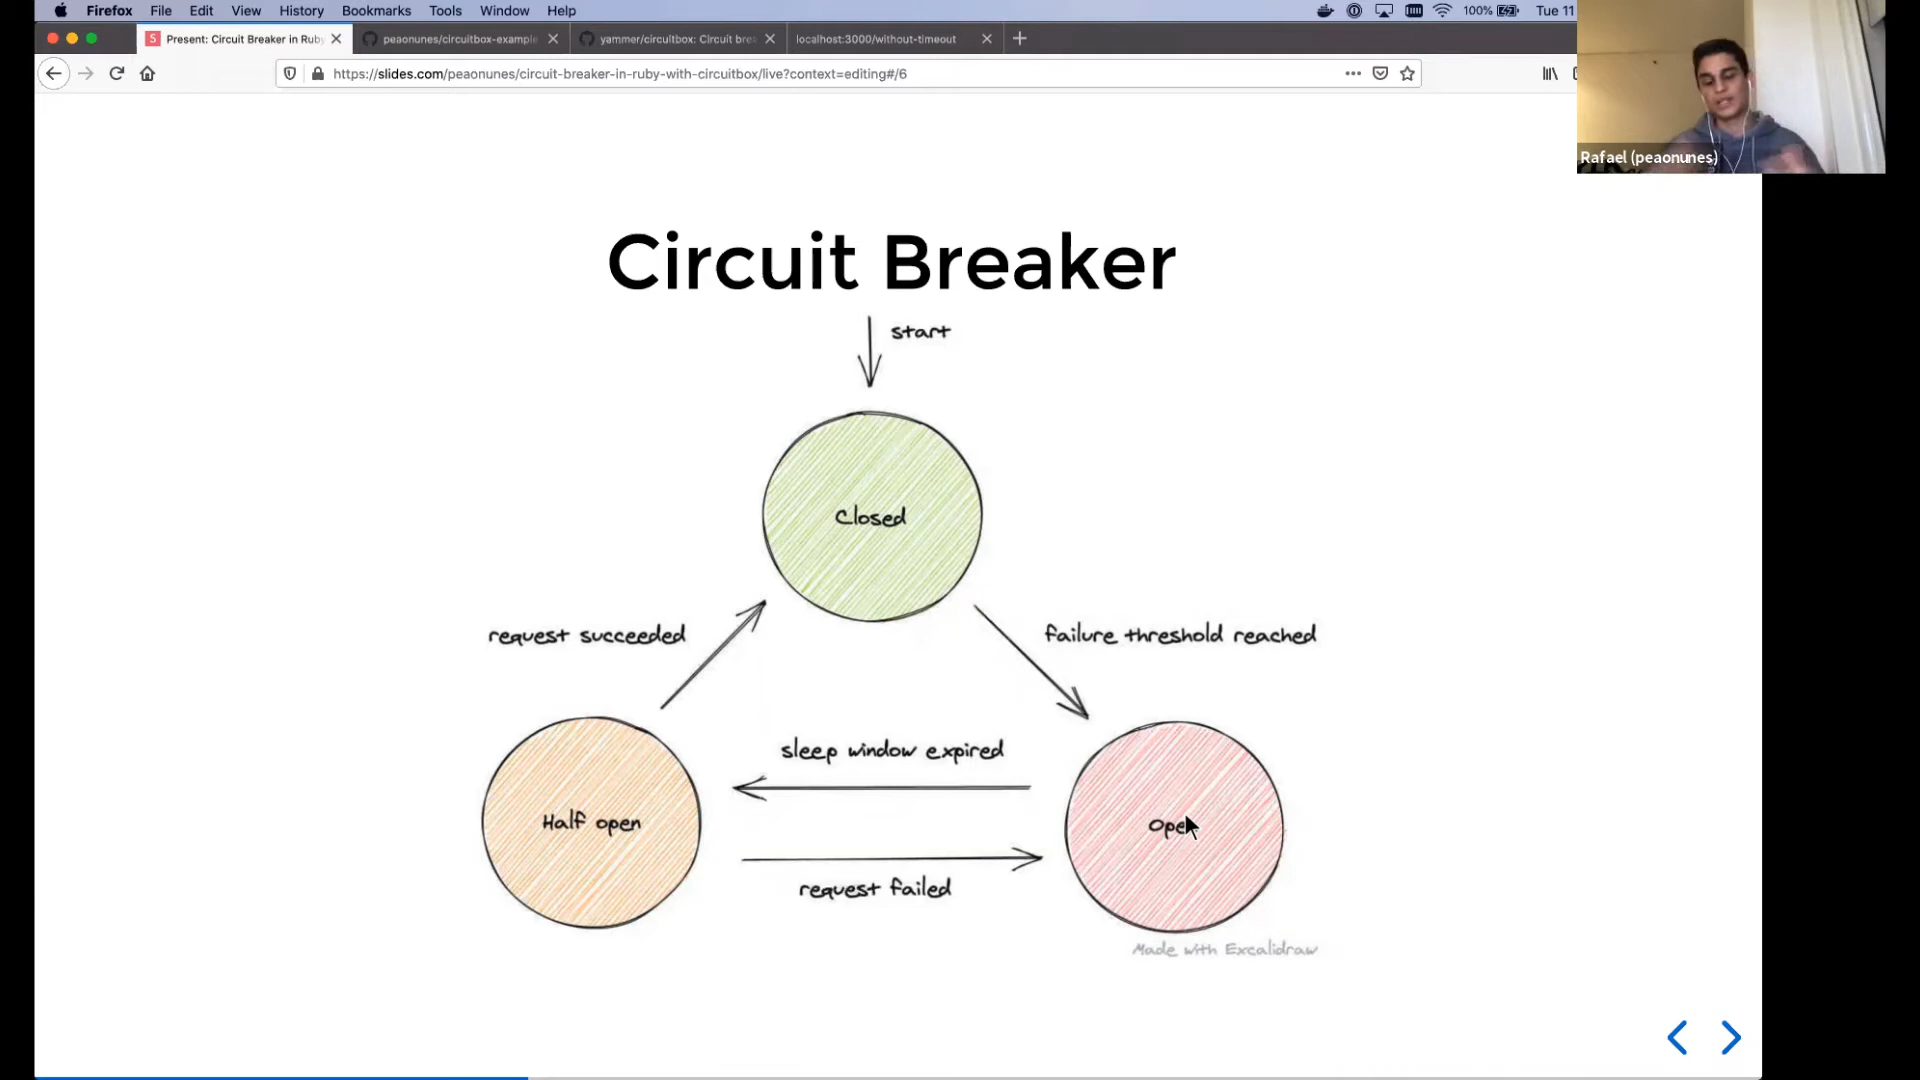 Firefox File Edit View History Bookmarks Tools Window Help 100% Tue 11
Present: Circuit Breaker in Ruby peaonunes/circuitbox-example yammer/circuitbox: Circuit bre localhost:3000/without-timeout
https://slides.com/peaonunes/circuit-breaker-in-ruby-with-circuitbox/live?context=editing#/6
Rafael (peaonunes)
Circuit Breaker
start
Closed
request succeeded
failure threshold reached
sleep window expired
Half open
Open
request failed
Made with Excalidraw